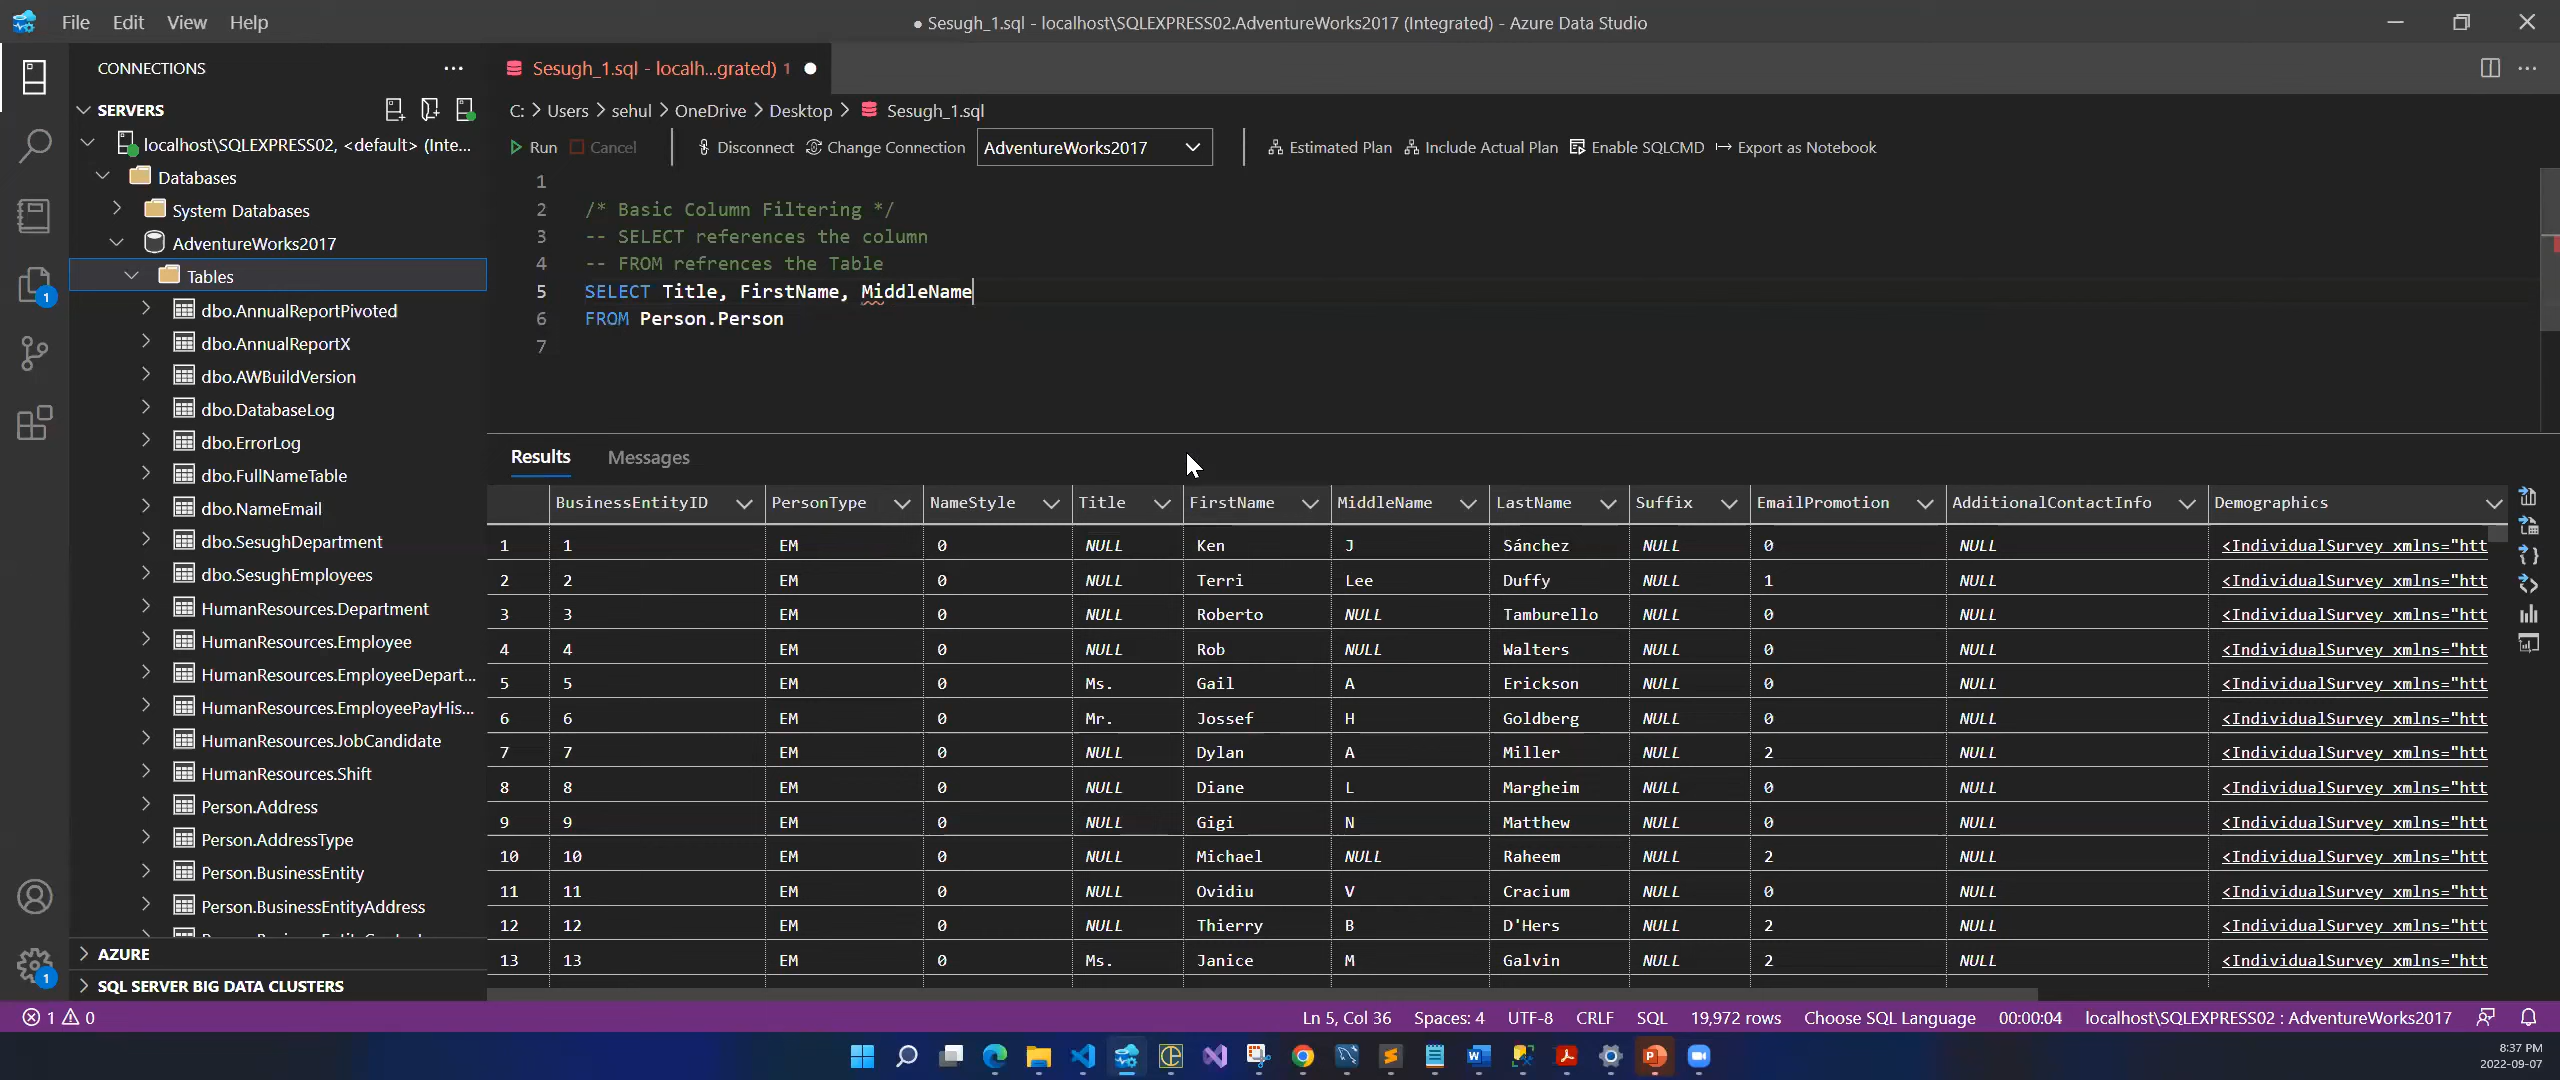 File Edit View Help
● Sesugh_1.sql - localhost\SQLEXPRESS02.AdventureWorks2017 (Integrated) - Azure Data Studio
CONNECTIONS
SERVERS
localhost\SQLEXPRESS02, <default> (Inte...
Databases
System Databases
AdventureWorks2017
Tables
dbo.AnnualReportPivoted
dbo.AnnualReportX
dbo.AWBuildVersion
dbo.DatabaseLog
dbo.ErrorLog
dbo.FullNameTable
dbo.NameEmail
dbo.SesughDepartment
dbo.SesughEmployees
HumanResources.Department
HumanResources.Employee
HumanResources.EmployeeDepart...
HumanResources.EmployeePayHis...
HumanResources.JobCandidate
HumanResources.Shift
Person.Address
Person.AddressType
Person.BusinessEntity
Person.BusinessEntityAddress
AZURE
SQL SERVER BIG DATA CLUSTERS
1
1
Sesugh_1.sql - localh...grated) 1
C: > Users > sehul > OneDrive > Desktop > Sesugh_1.sql
Run Cancel Disconnect Change Connection AdventureWorks2017 Estimated Plan Include Actual Plan Enable SQLCMD Export as Notebook
1
2 /* Basic Column Filtering */
3 -- SELECT references the column
4 -- FROM refrences the Table
5 SELECT Title, FirstName, MiddleName
6 FROM Person.Person
7
Results Messages
BusinessEntityID PersonType NameStyle Title FirstName MiddleName LastName Suffix EmailPromotion AdditionalContactInfo Demographics
1 1 EM 0 NULL Ken J Sánchez NULL 0 NULL <IndividualSurvey xmlns="htt
2 2 EM 0 NULL Terri Lee Duffy NULL 1 NULL <IndividualSurvey xmlns="htt
3 3 EM 0 NULL Roberto NULL Tamburello NULL 0 NULL <IndividualSurvey xmlns="htt
4 4 EM 0 NULL Rob NULL Walters NULL 0 NULL <IndividualSurvey xmlns="htt
5 5 EM 0 Ms. Gail A Erickson NULL 0 NULL <IndividualSurvey xmlns="htt
6 6 EM 0 Mr. Jossef H Goldberg NULL 0 NULL <IndividualSurvey xmlns="htt
7 7 EM 0 NULL Dylan A Miller NULL 2 NULL <IndividualSurvey xmlns="htt
8 8 EM 0 NULL Diane L Margheim NULL 0 NULL <IndividualSurvey xmlns="htt
9 9 EM 0 NULL Gigi N Matthew NULL 0 NULL <IndividualSurvey xmlns="htt
10 10 EM 0 NULL Michael NULL Raheem NULL 2 NULL <IndividualSurvey xmlns="htt
11 11 EM 0 NULL Ovidiu V Cracium NULL 0 NULL <IndividualSurvey xmlns="htt
12 12 EM 0 NULL Thierry B D'Hers NULL 2 NULL <IndividualSurvey xmlns="htt
13 13 EM 0 Ms. Janice M Galvin NULL 2 NULL <IndividualSurvey xmlns="htt
1 0 Ln 5, Col 36 Spaces: 4 UTF-8 CRLF SQL 19,972 rows Choose SQL Language 00:00:04 localhost\SQLEXPRESS02 : AdventureWorks2017
8:37 PM
2022-09-07